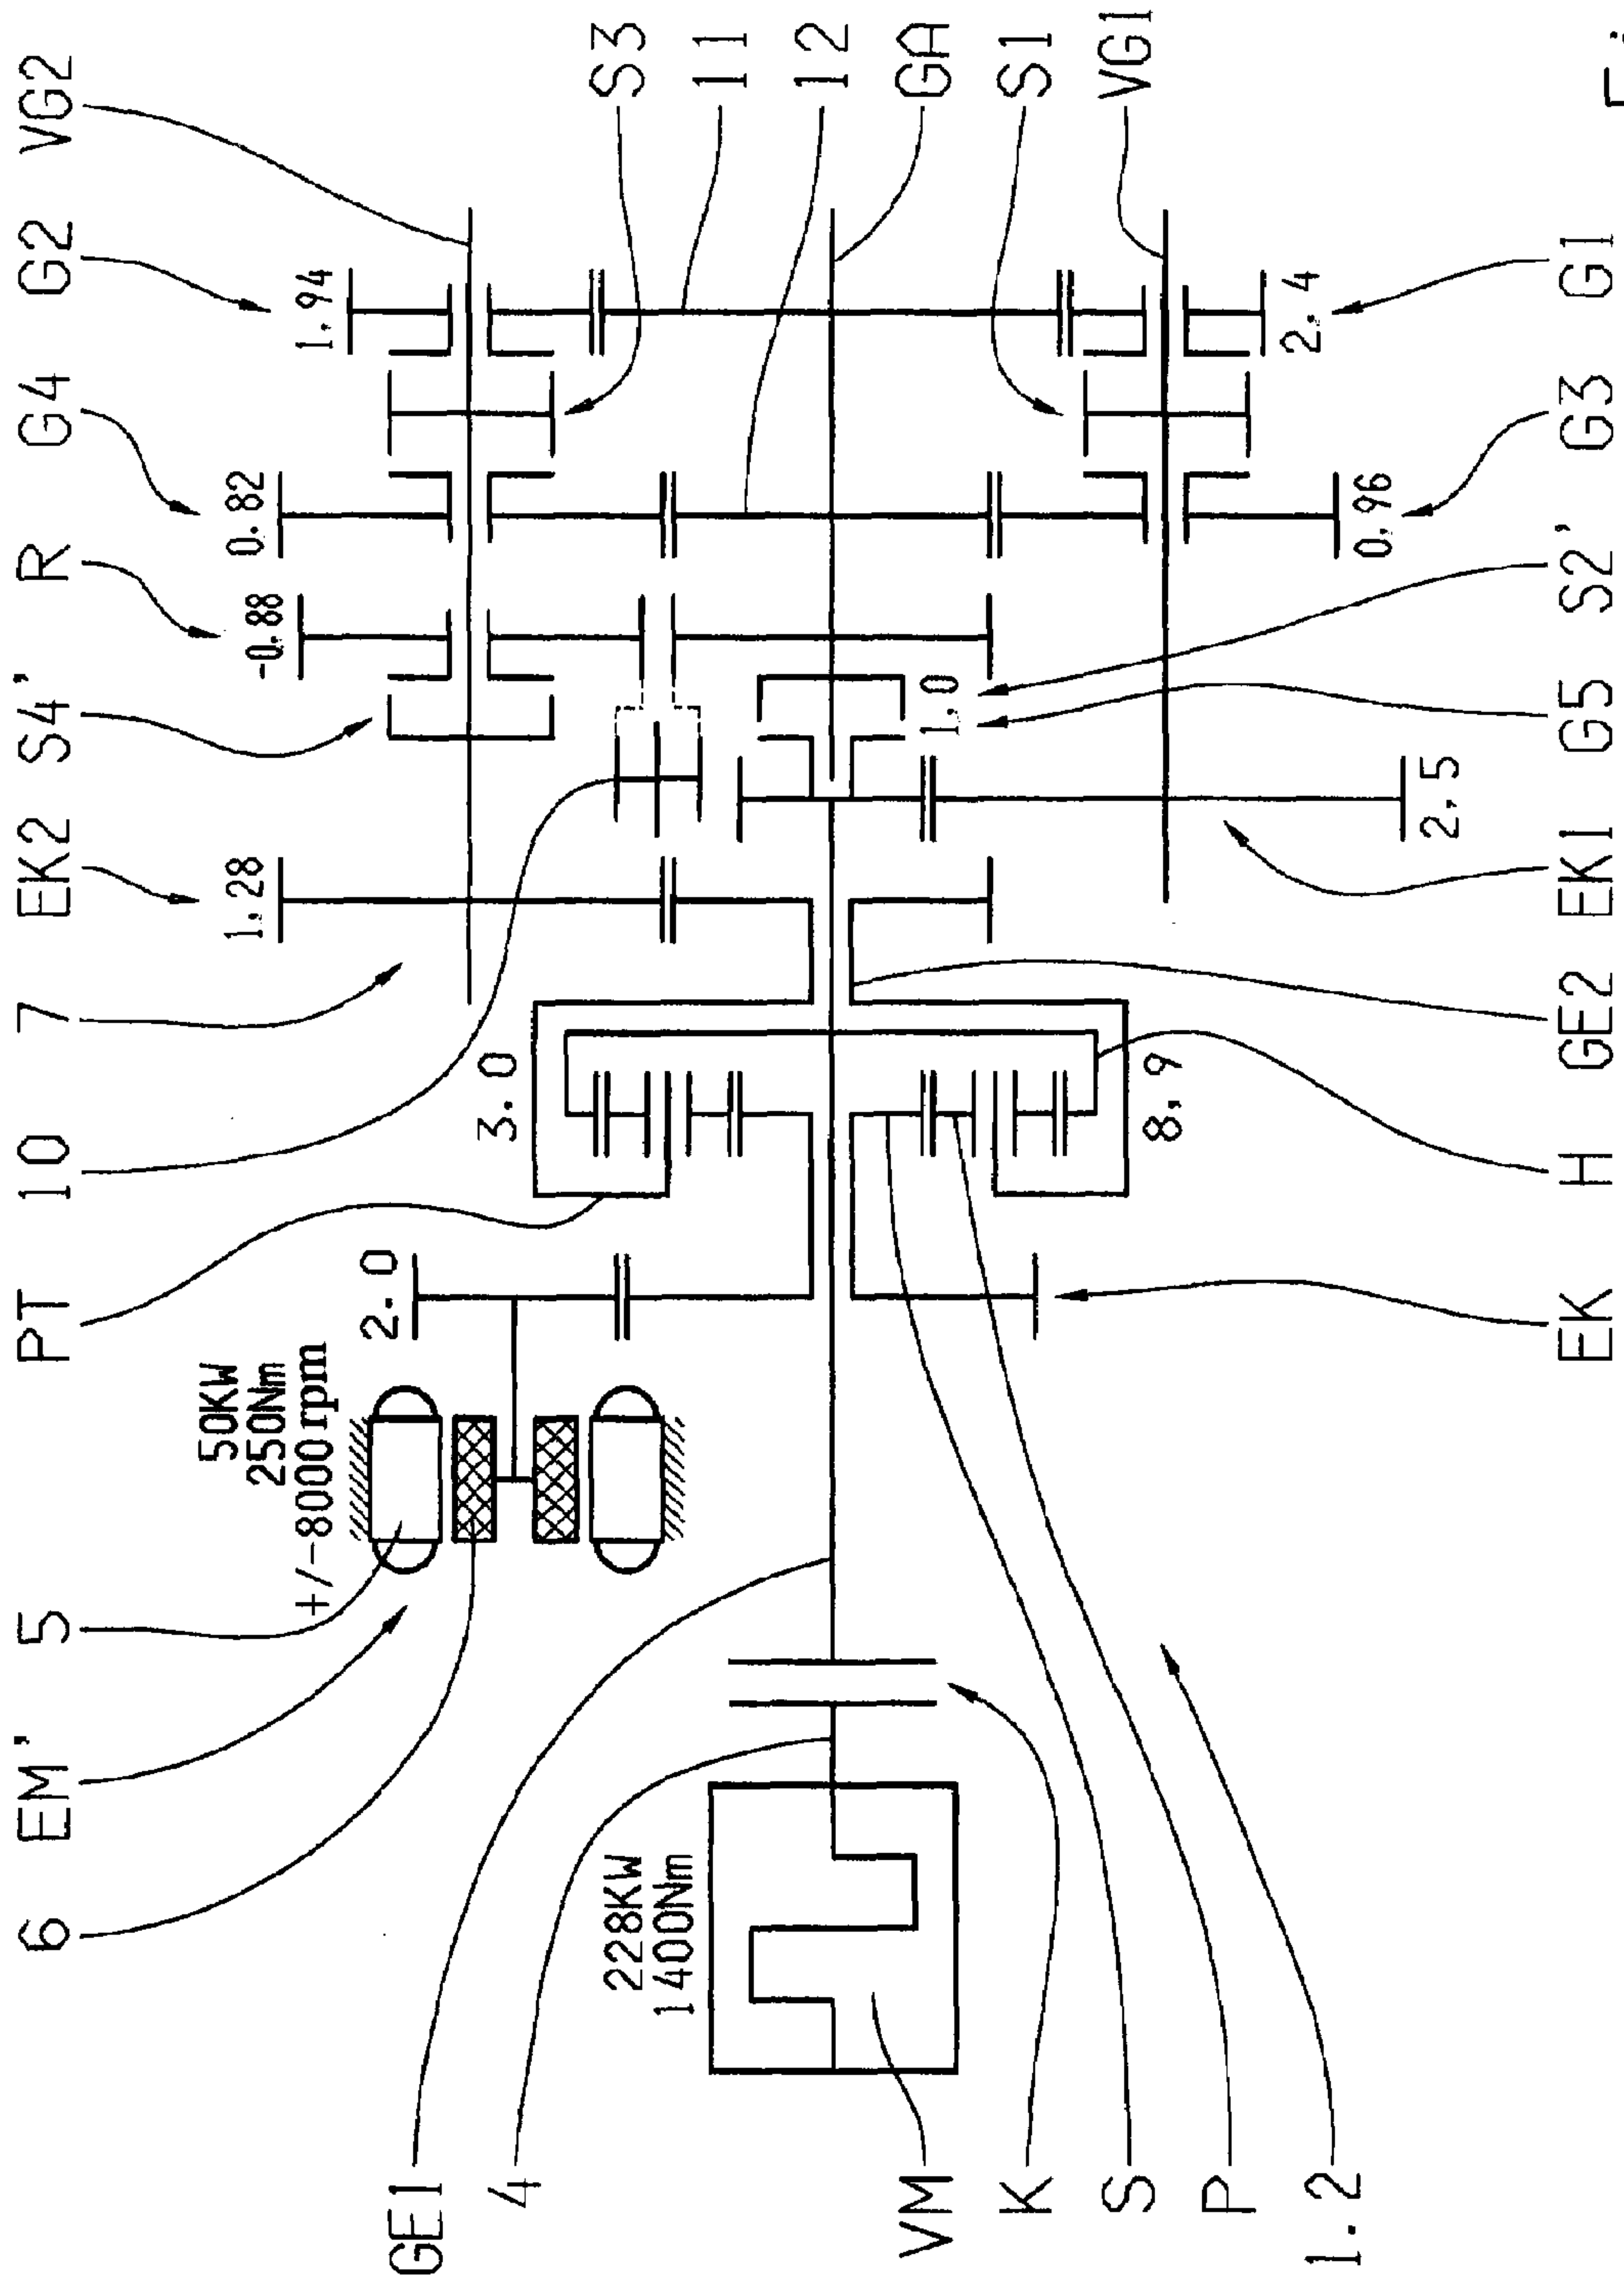 VG2
G2
G4
R
S4'
EK2
7
10
PT
5
EM'
6
S3
11
12
GA
S1
VG1
1,94
0.82
-0.88
1,28
3.0
2.0
50KW
250Nm
+/-8000rpm
1,0
2,4
0,96
2,5
8,9
228KW
1400Nm
G1
G3
S2'
G5
EK1
GE2
H
EK
GE1
4
VM
K
S
P
1.2